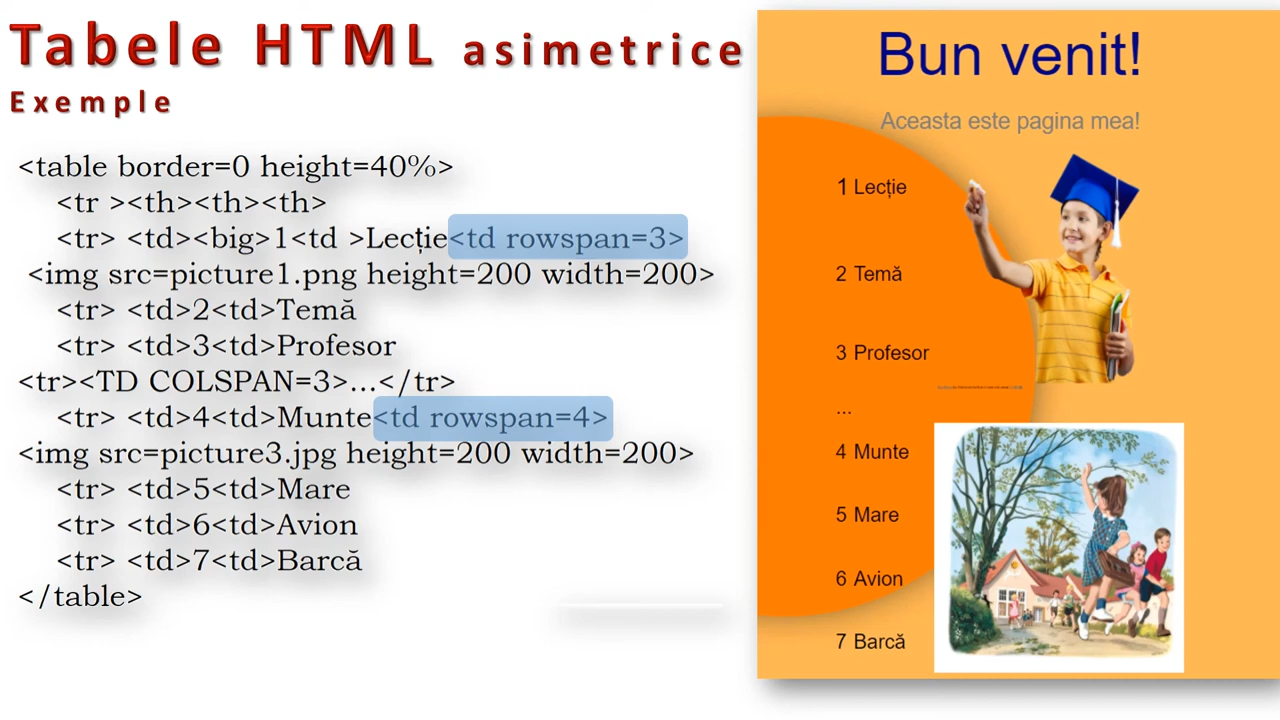 Tabele HTML asimetrice
Exemple
<table border=0 height=40%>
<tr ><th><th><th>
<tr> <td><big>1<td >Lecție<td rowspan=3>
<img src=picture1.png height=200 width=200>
<tr> <td>2<td>Temă
<tr> <td>3<td>Profesor
<tr><TD COLSPAN=3>...</tr>
<tr> <td>4<td>Munte<td rowspan=4>
<img src=picture3.jpg height=200 width=200>
<tr> <td>5<td>Mare
<tr> <td>6<td>Avion
<tr> <td>7<td>Barcă
</table>
Bun venit!
Aceasta este pagina mea!
1 Lecție
2 Temă
3 Profesor
...
4 Munte
5 Mare
6 Avion
7 Barcă